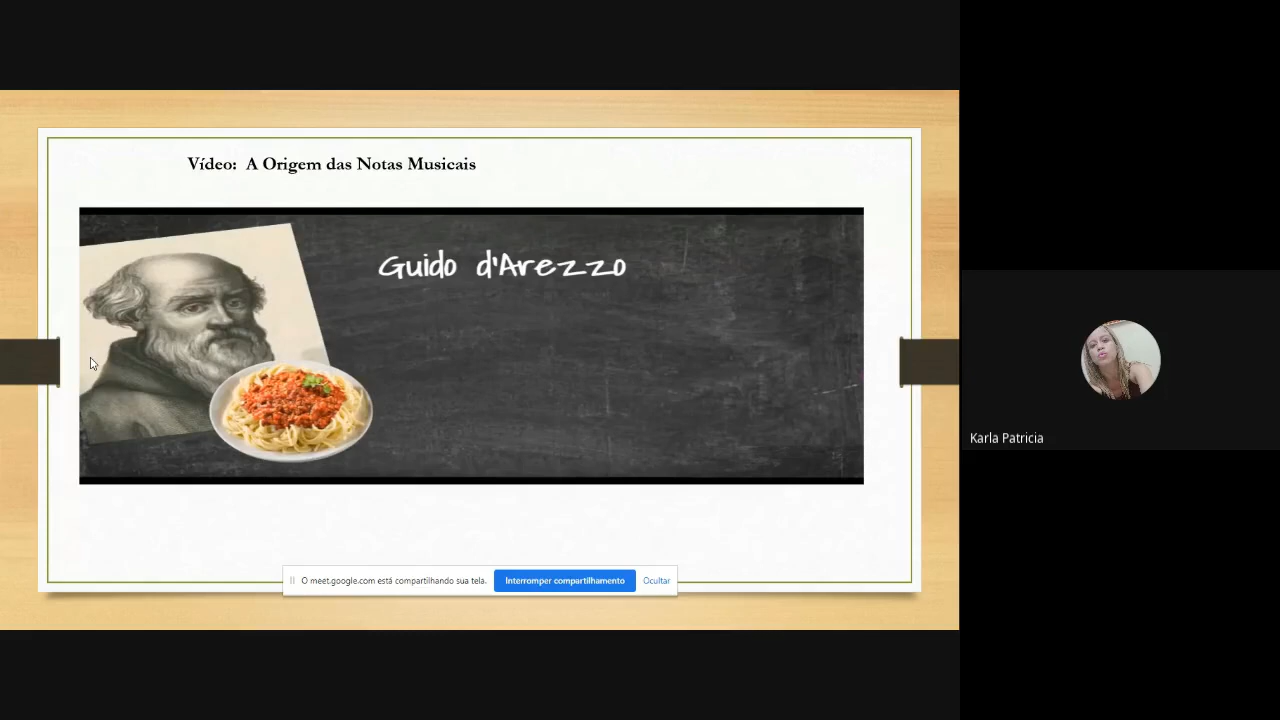 Vídeo:  A Origem das Notas Musicais
Guido d'Arezzo
O meet.google.com está compartilhando sua tela. Interromper compartilhamento Ocultar
Karla Patricia